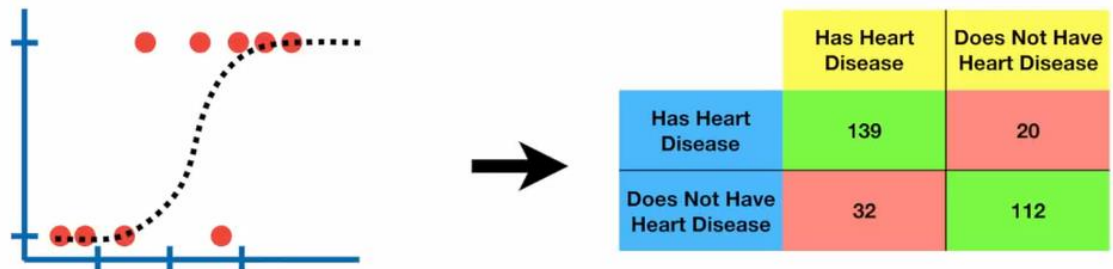 Has Heart
Disease
Does Not Have
Heart Disease
Has Heart
Disease
139
20
Does Not Have
Heart Disease
32
112